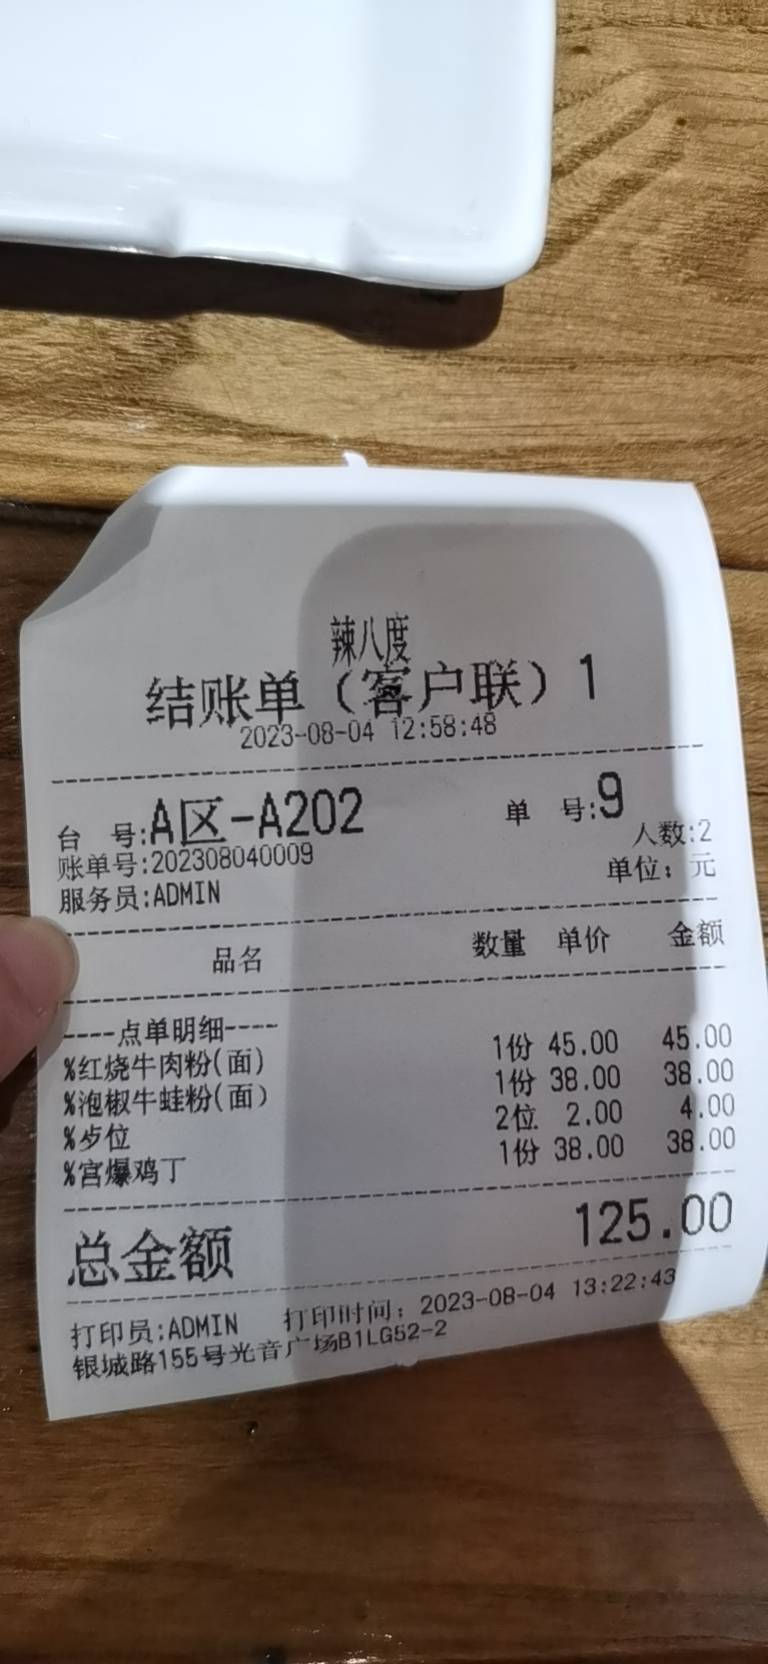 辣八度
结账单（客户联）1
2023-08-04 12:58:48
台 号:A区-A202 单 号:9
人数:2
账单号:202308040009
单位：元
服务员:ADMIN
品名 数量 单价 金额
----点单明细----
%红烧牛肉粉(面) 1份 45.00 45.00
%泡椒牛蛙粉(面) 1份 38.00 38.00
%歺位 2位 2.00 4.00
%宫爆鸡丁 1份 38.00 38.00
总金额 125.00
打印员:ADMIN 打印时间：2023-08-04 13:22:43
银城路155号光音广场B1LG52-2